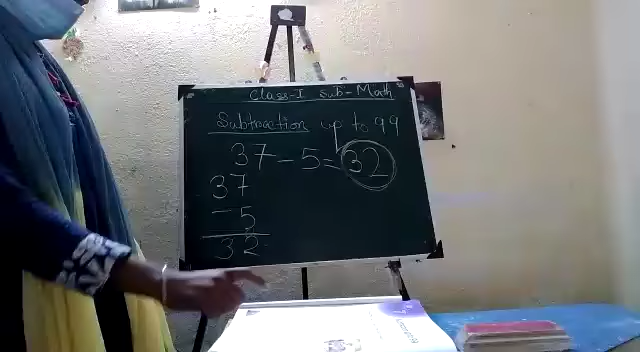 Class-I Sub-Math
Subtraction up to 99
37-5=32
37
-5
32